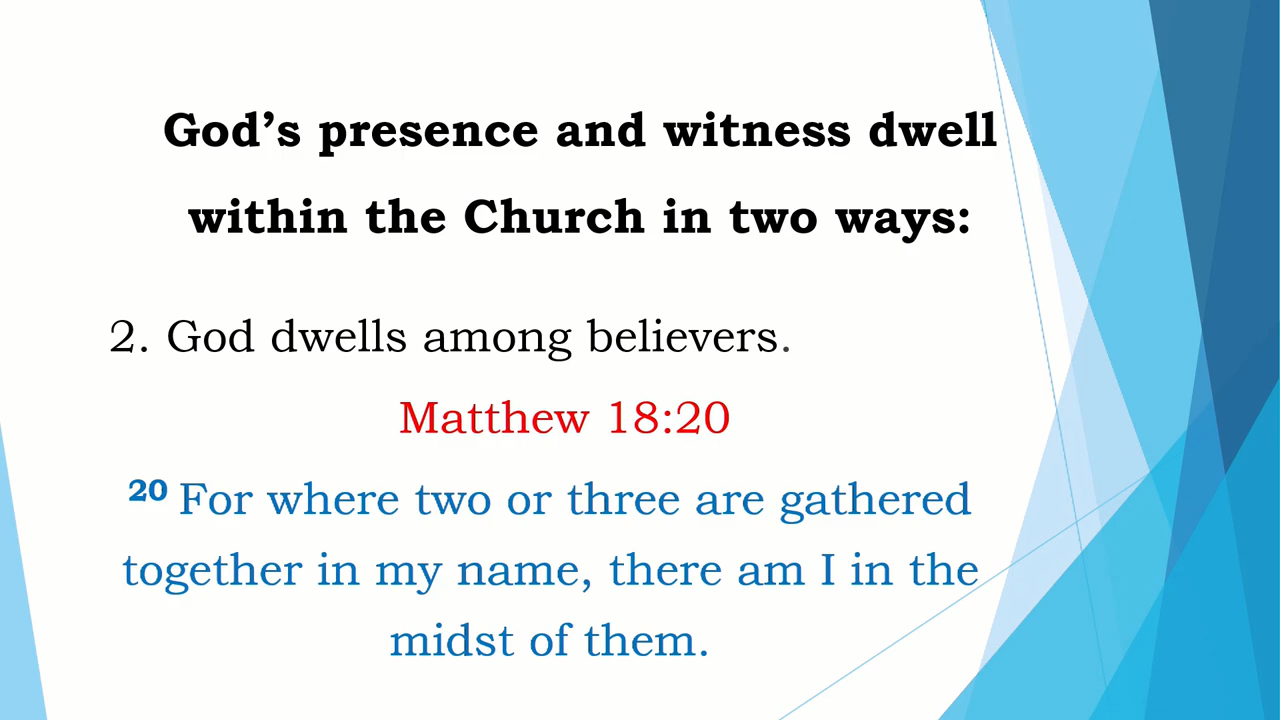 God’s presence and witness dwell
within the Church in two ways:
2. God dwells among believers.
Matthew 18:20
20 For where two or three are gathered
together in my name, there am I in the
midst of them.